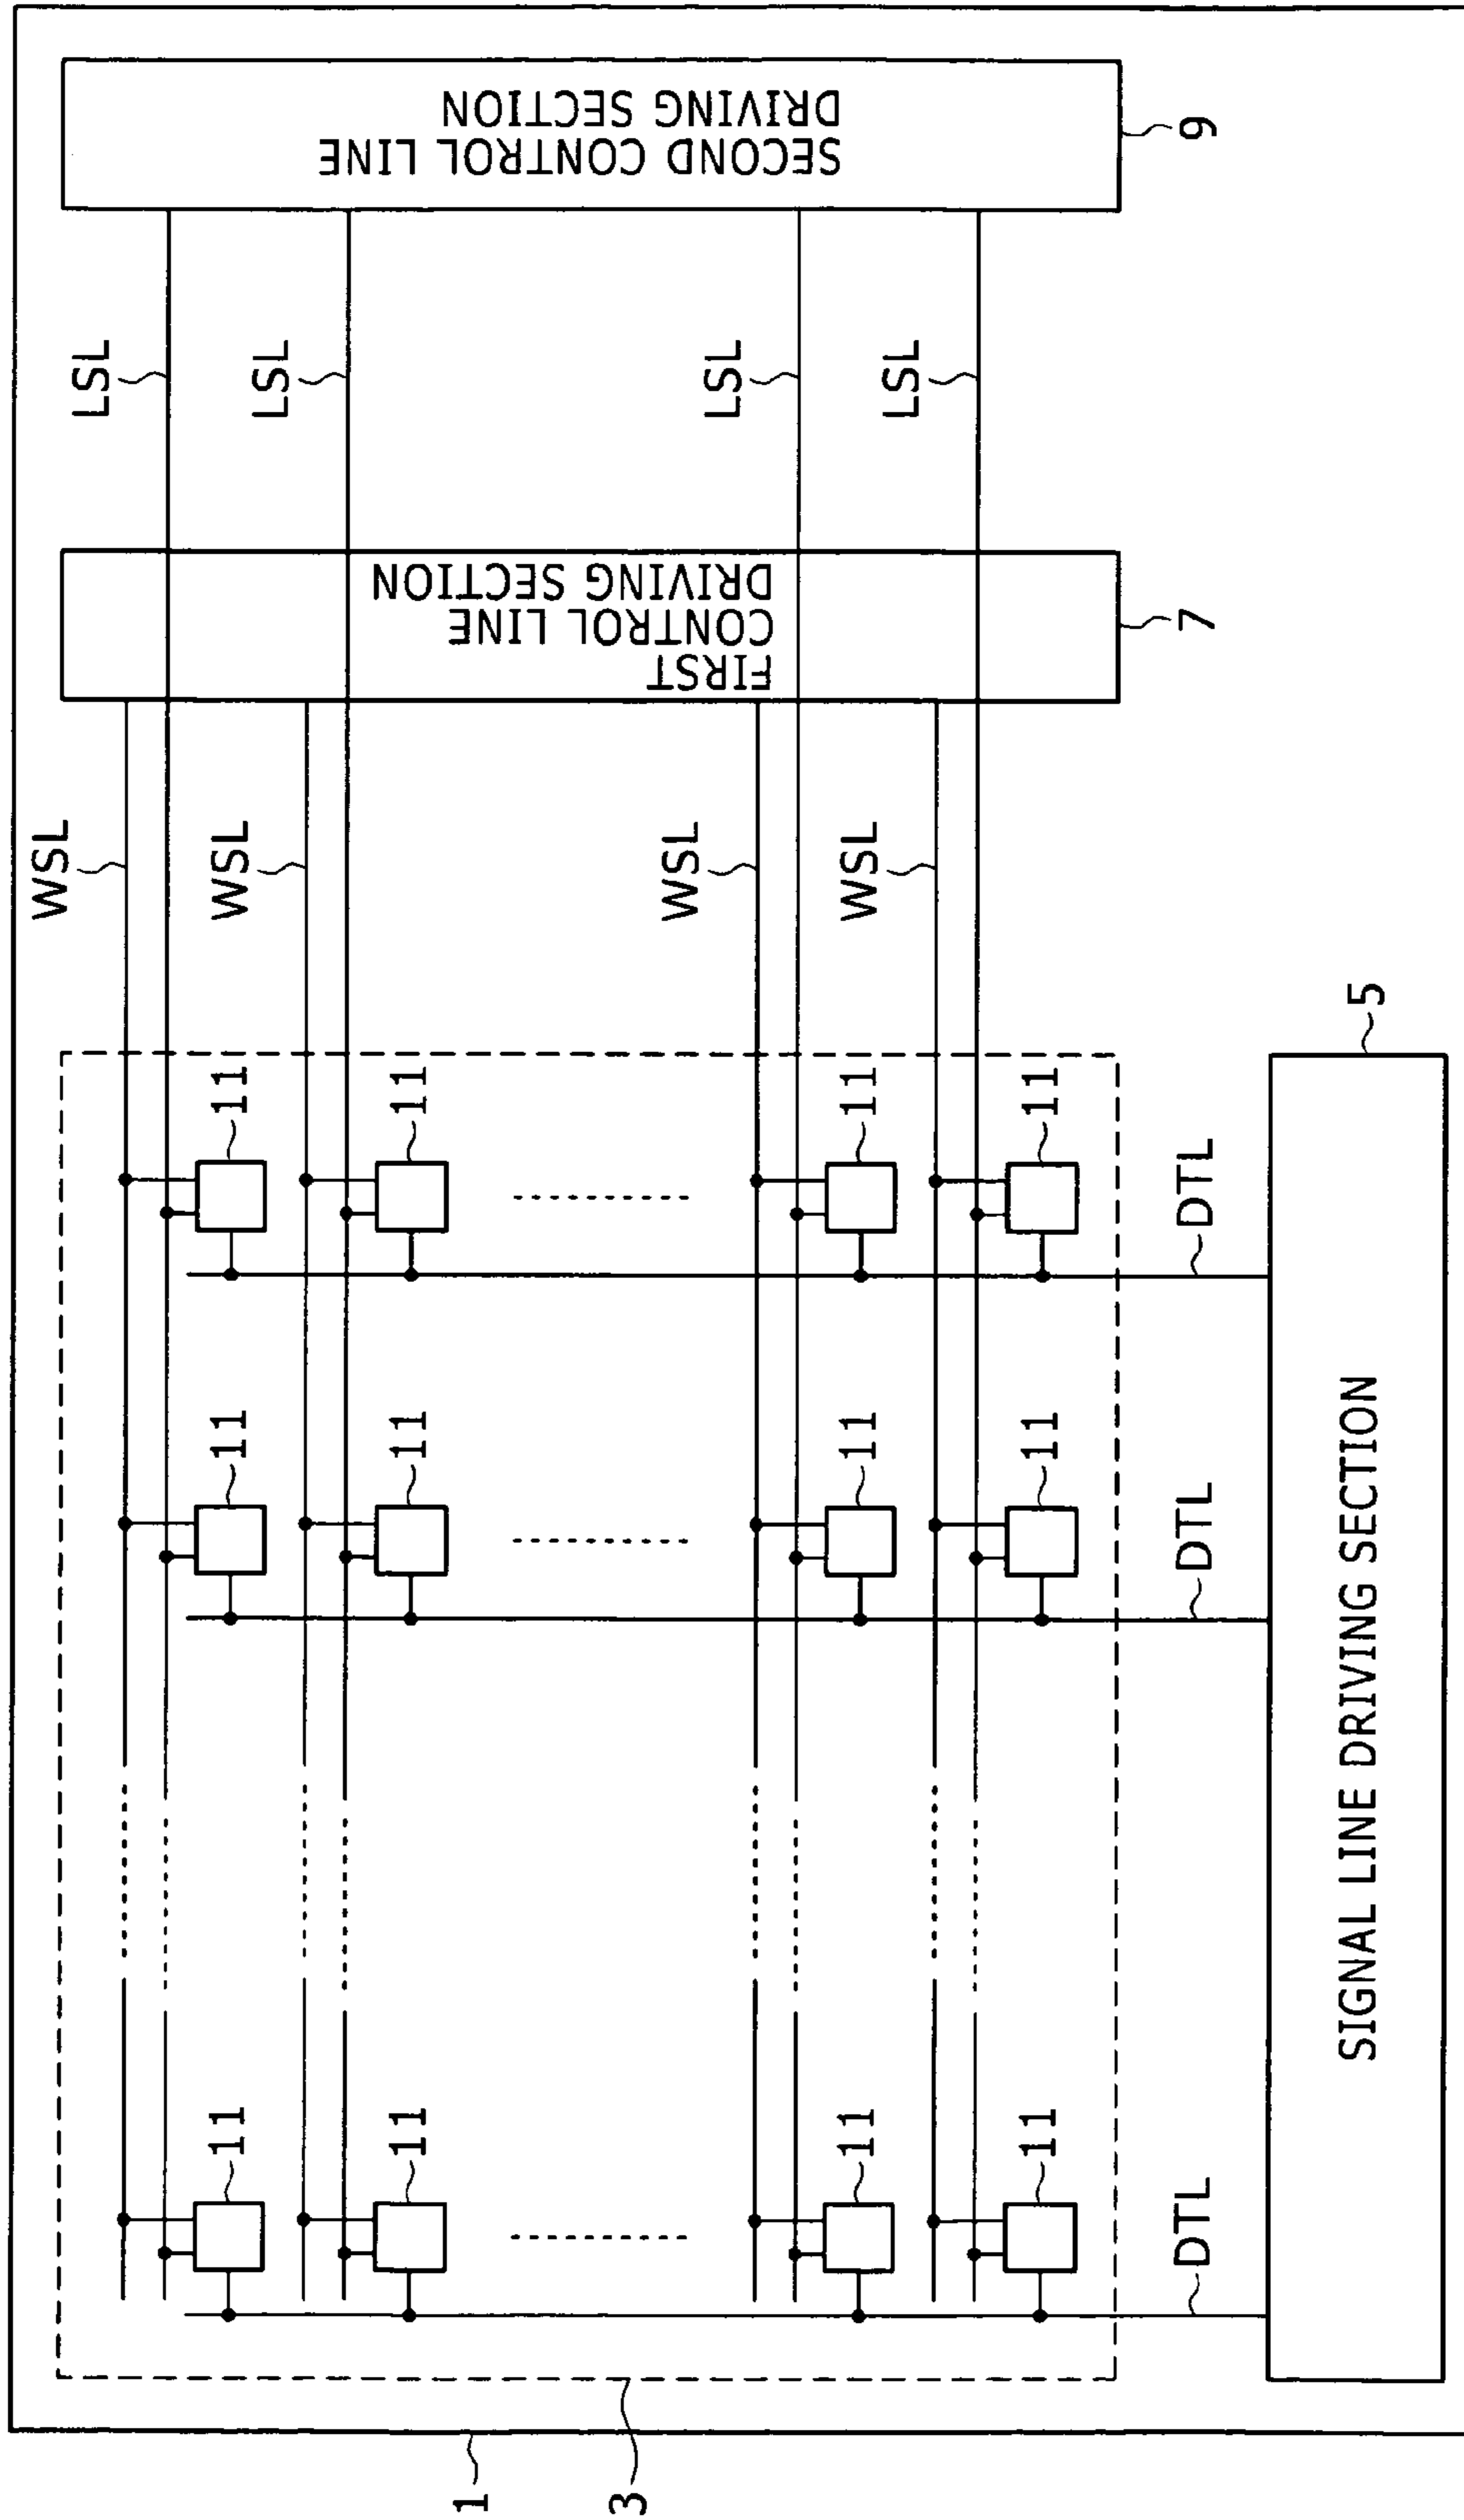 1
3
WSL
LSL
WSL
LSL
WSL
LSL
WSL
LSL
11
11
11
11
11
11
11
11
11
11
11
11
FIRST
CONTROL LINE
DRIVING SECTION
7
SECOND CONTROL LINE
DRIVING SECTION
9
DTL
DTL
DTL
SIGNAL LINE DRIVING SECTION
5